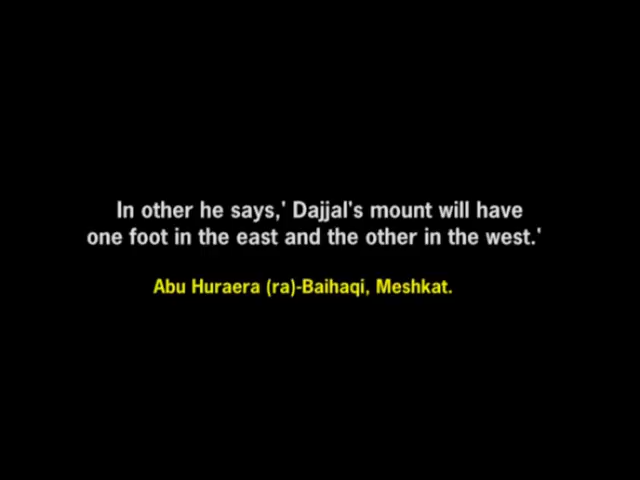 In other he says,' Dajjal's mount will have
one foot in the east and the other in the west.'
Abu Huraera (ra)-Baihaqi, Meshkat.